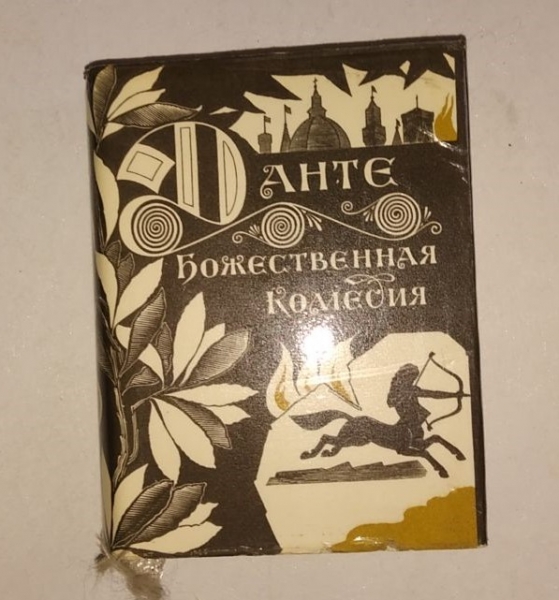 Данте
Божественная
Комедия